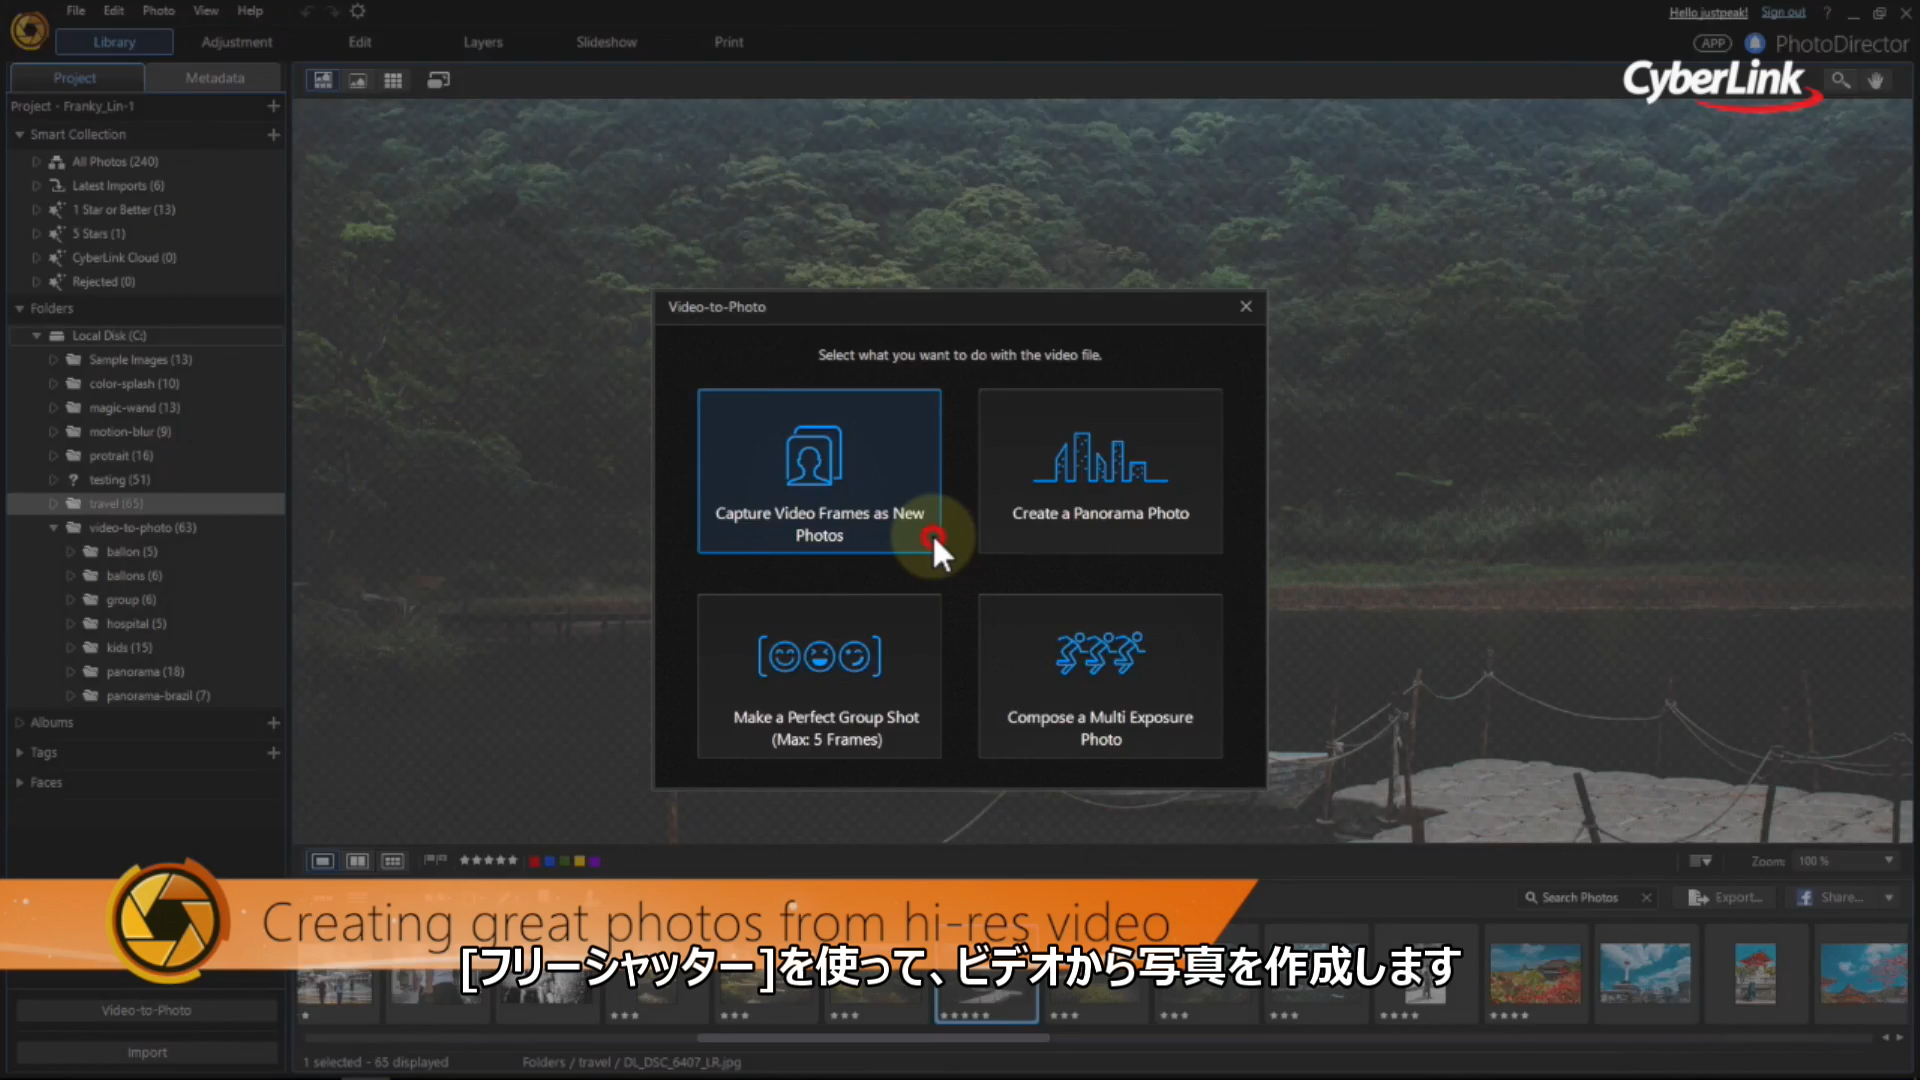 File Edit Photo View Help
Hello justpeak! Sign out ?
Library Adjustment Edit Layers Slideshow Print
APP PhotoDirector
CyberLink
Project Metadata
Project - Franky_Lin-1
Smart Collection
All Photos (240)
Latest Imports (6)
1 Star or Better (13)
5 Stars (1)
CyberLink Cloud (0)
Rejected (0)
Folders
Local Disk (C:)
Sample Images (13)
color-splash (10)
magic-wand (13)
motion-blur (9)
protrait (16)
? testing (51)
travel (65)
video-to-photo (63)
ballon (5)
ballons (6)
group (6)
hospital (5)
kids (15)
panorama (18)
panorama-brazil (7)
Albums
Tags
Faces
Video-to-Photo
Select what you want to do with the video file.
Capture Video Frames as New
Photos
Create a Panorama Photo
Make a Perfect Group Shot
(Max: 5 Frames)
Compose a Multi Exposure
Photo
Zoom: 100 %
Search Photos
Export...
Share...
Creating great photos from hi-res video
[フリーシャッター]を使って、ビデオから写真を作成します
Video-to-Photo
Import
1 selected - 65 displayed
Folders / travel / DL_DSC_6407_LR.jpg